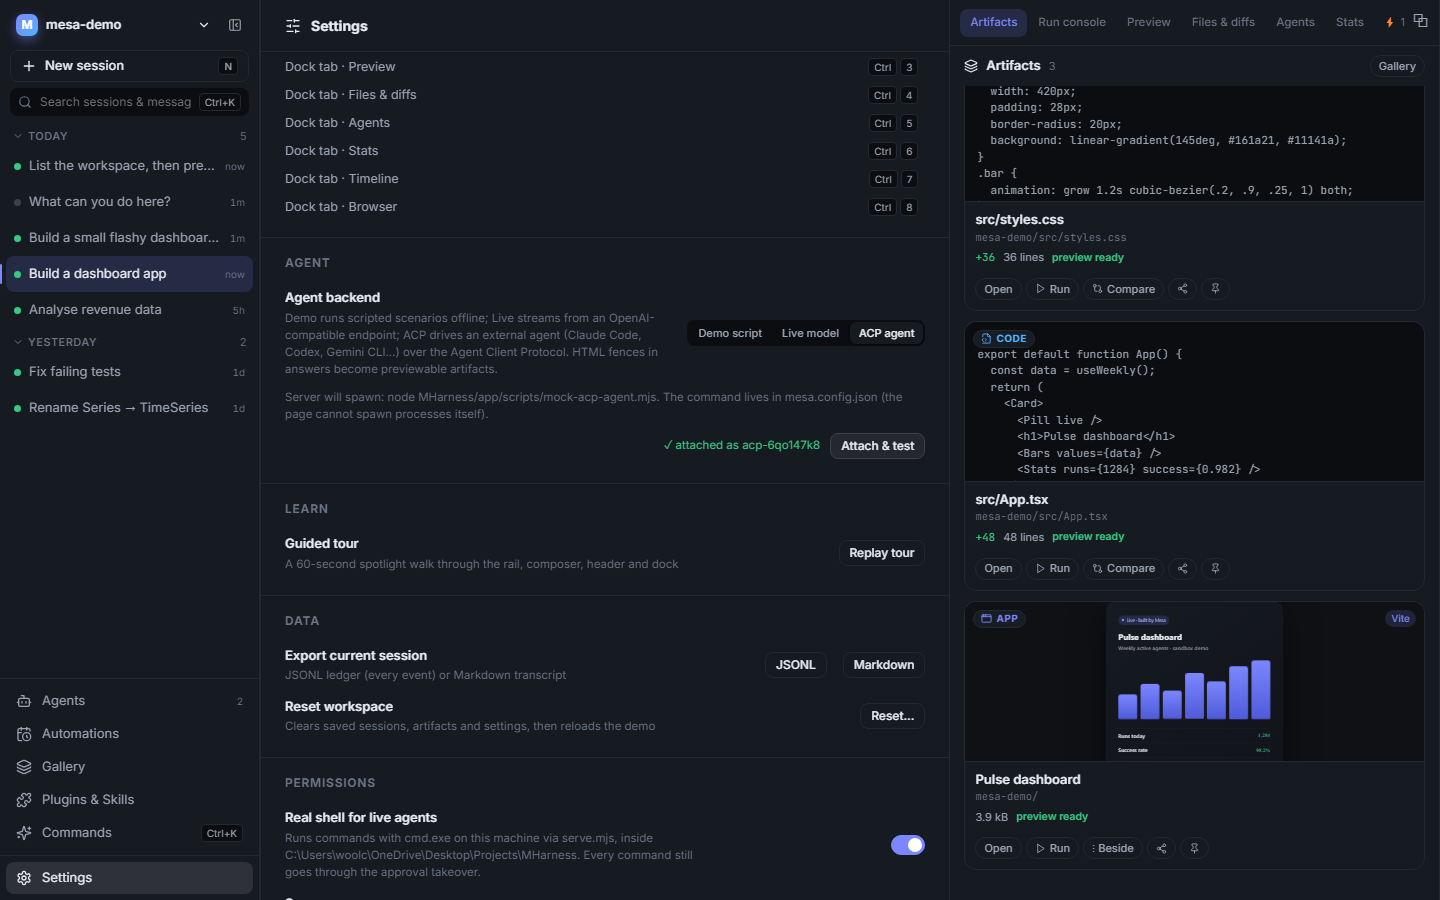 M mesa-demo
New session N
Search sessions & messag Ctrl+K
TODAY 5
List the workspace, then pre... now
What can you do here? 1m
Build a small flashy dashboar... 1m
Build a dashboard app now
Analyse revenue data 5h
YESTERDAY 2
Fix failing tests 1d
Rename Series → TimeSeries 1d
Agents 2
Automations
Gallery
Plugins & Skills
Commands Ctrl+K
Settings
Settings
Dock tab · Preview Ctrl 3
Dock tab · Files & diffs Ctrl 4
Dock tab · Agents Ctrl 5
Dock tab · Stats Ctrl 6
Dock tab · Timeline Ctrl 7
Dock tab · Browser Ctrl 8
AGENT
Agent backend
Demo runs scripted scenarios offline; Live streams from an OpenAI-
compatible endpoint; ACP drives an external agent (Claude Code,
Codex, Gemini CLI...) over the Agent Client Protocol. HTML fences in
answers become previewable artifacts.
Demo script Live model ACP agent
Server will spawn: node MHarness/app/scripts/mock-acp-agent.mjs. The command lives in mesa.config.json (the
page cannot spawn processes itself).
✓ attached as acp-6qo147k8 Attach & test
LEARN
Guided tour
A 60-second spotlight walk through the rail, composer, header and dock
Replay tour
DATA
Export current session
JSONL ledger (every event) or Markdown transcript
JSONL Markdown
Reset workspace
Clears saved sessions, artifacts and settings, then reloads the demo
Reset...
PERMISSIONS
Real shell for live agents
Runs commands with cmd.exe on this machine via serve.mjs, inside
C:\Users\woolc\OneDrive\Desktop\Projects\MHarness. Every command still
goes through the approval takeover.
Artifacts Run console Preview Files & diffs Agents Stats 1
Artifacts 3 Gallery
width: 420px;
padding: 28px;
border-radius: 20px;
background: linear-gradient(145deg, #161a21, #11141a);
}
.bar {
animation: grow 1.2s cubic-bezier(.2, .9, .25, 1) both;
src/styles.css
mesa-demo/src/styles.css
+36 36 lines preview ready
Open Run Compare
CODE
export default function App() {
const data = useWeekly();
return (
<Card>
<Pill live />
<h1>Pulse dashboard</h1>
<Bars values={data} />
<Stats runs={1284} success={0.982} />
src/App.tsx
mesa-demo/src/App.tsx
+48 48 lines preview ready
Open Run Compare
APP Vite
Live · built by Mesa
Pulse dashboard
Weekly active agents · sandbox demo
Runs today 1,284
Success rate 98.2%
Pulse dashboard
mesa-demo/
3.9 kB preview ready
Open Run Beside